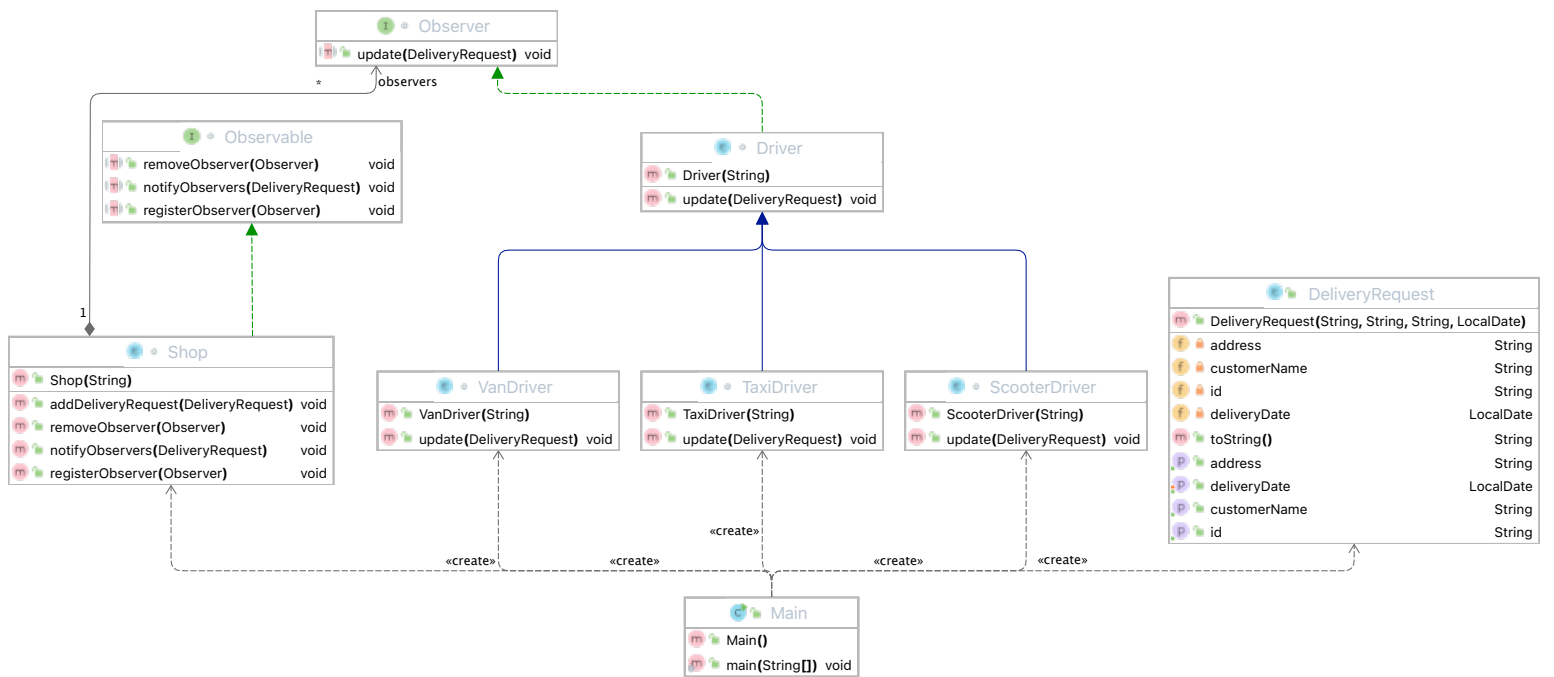 Observer
update(DeliveryRequest) void
* observers
Observable
removeObserver(Observer) void
notifyObservers(DeliveryRequest) void
registerObserver(Observer) void
Driver
Driver(String)
update(DeliveryRequest) void
1
Shop
Shop(String)
addDeliveryRequest(DeliveryRequest) void
removeObserver(Observer) void
notifyObservers(DeliveryRequest) void
registerObserver(Observer) void
VanDriver
VanDriver(String)
update(DeliveryRequest) void
TaxiDriver
TaxiDriver(String)
update(DeliveryRequest) void
ScooterDriver
ScooterDriver(String)
update(DeliveryRequest) void
DeliveryRequest
DeliveryRequest(String, String, String, LocalDate)
address String
customerName String
id String
deliveryDate LocalDate
toString() String
address String
deliveryDate LocalDate
customerName String
id String
«create»
«create»
«create»
«create»
«create»
Main
Main()
main(String[]) void